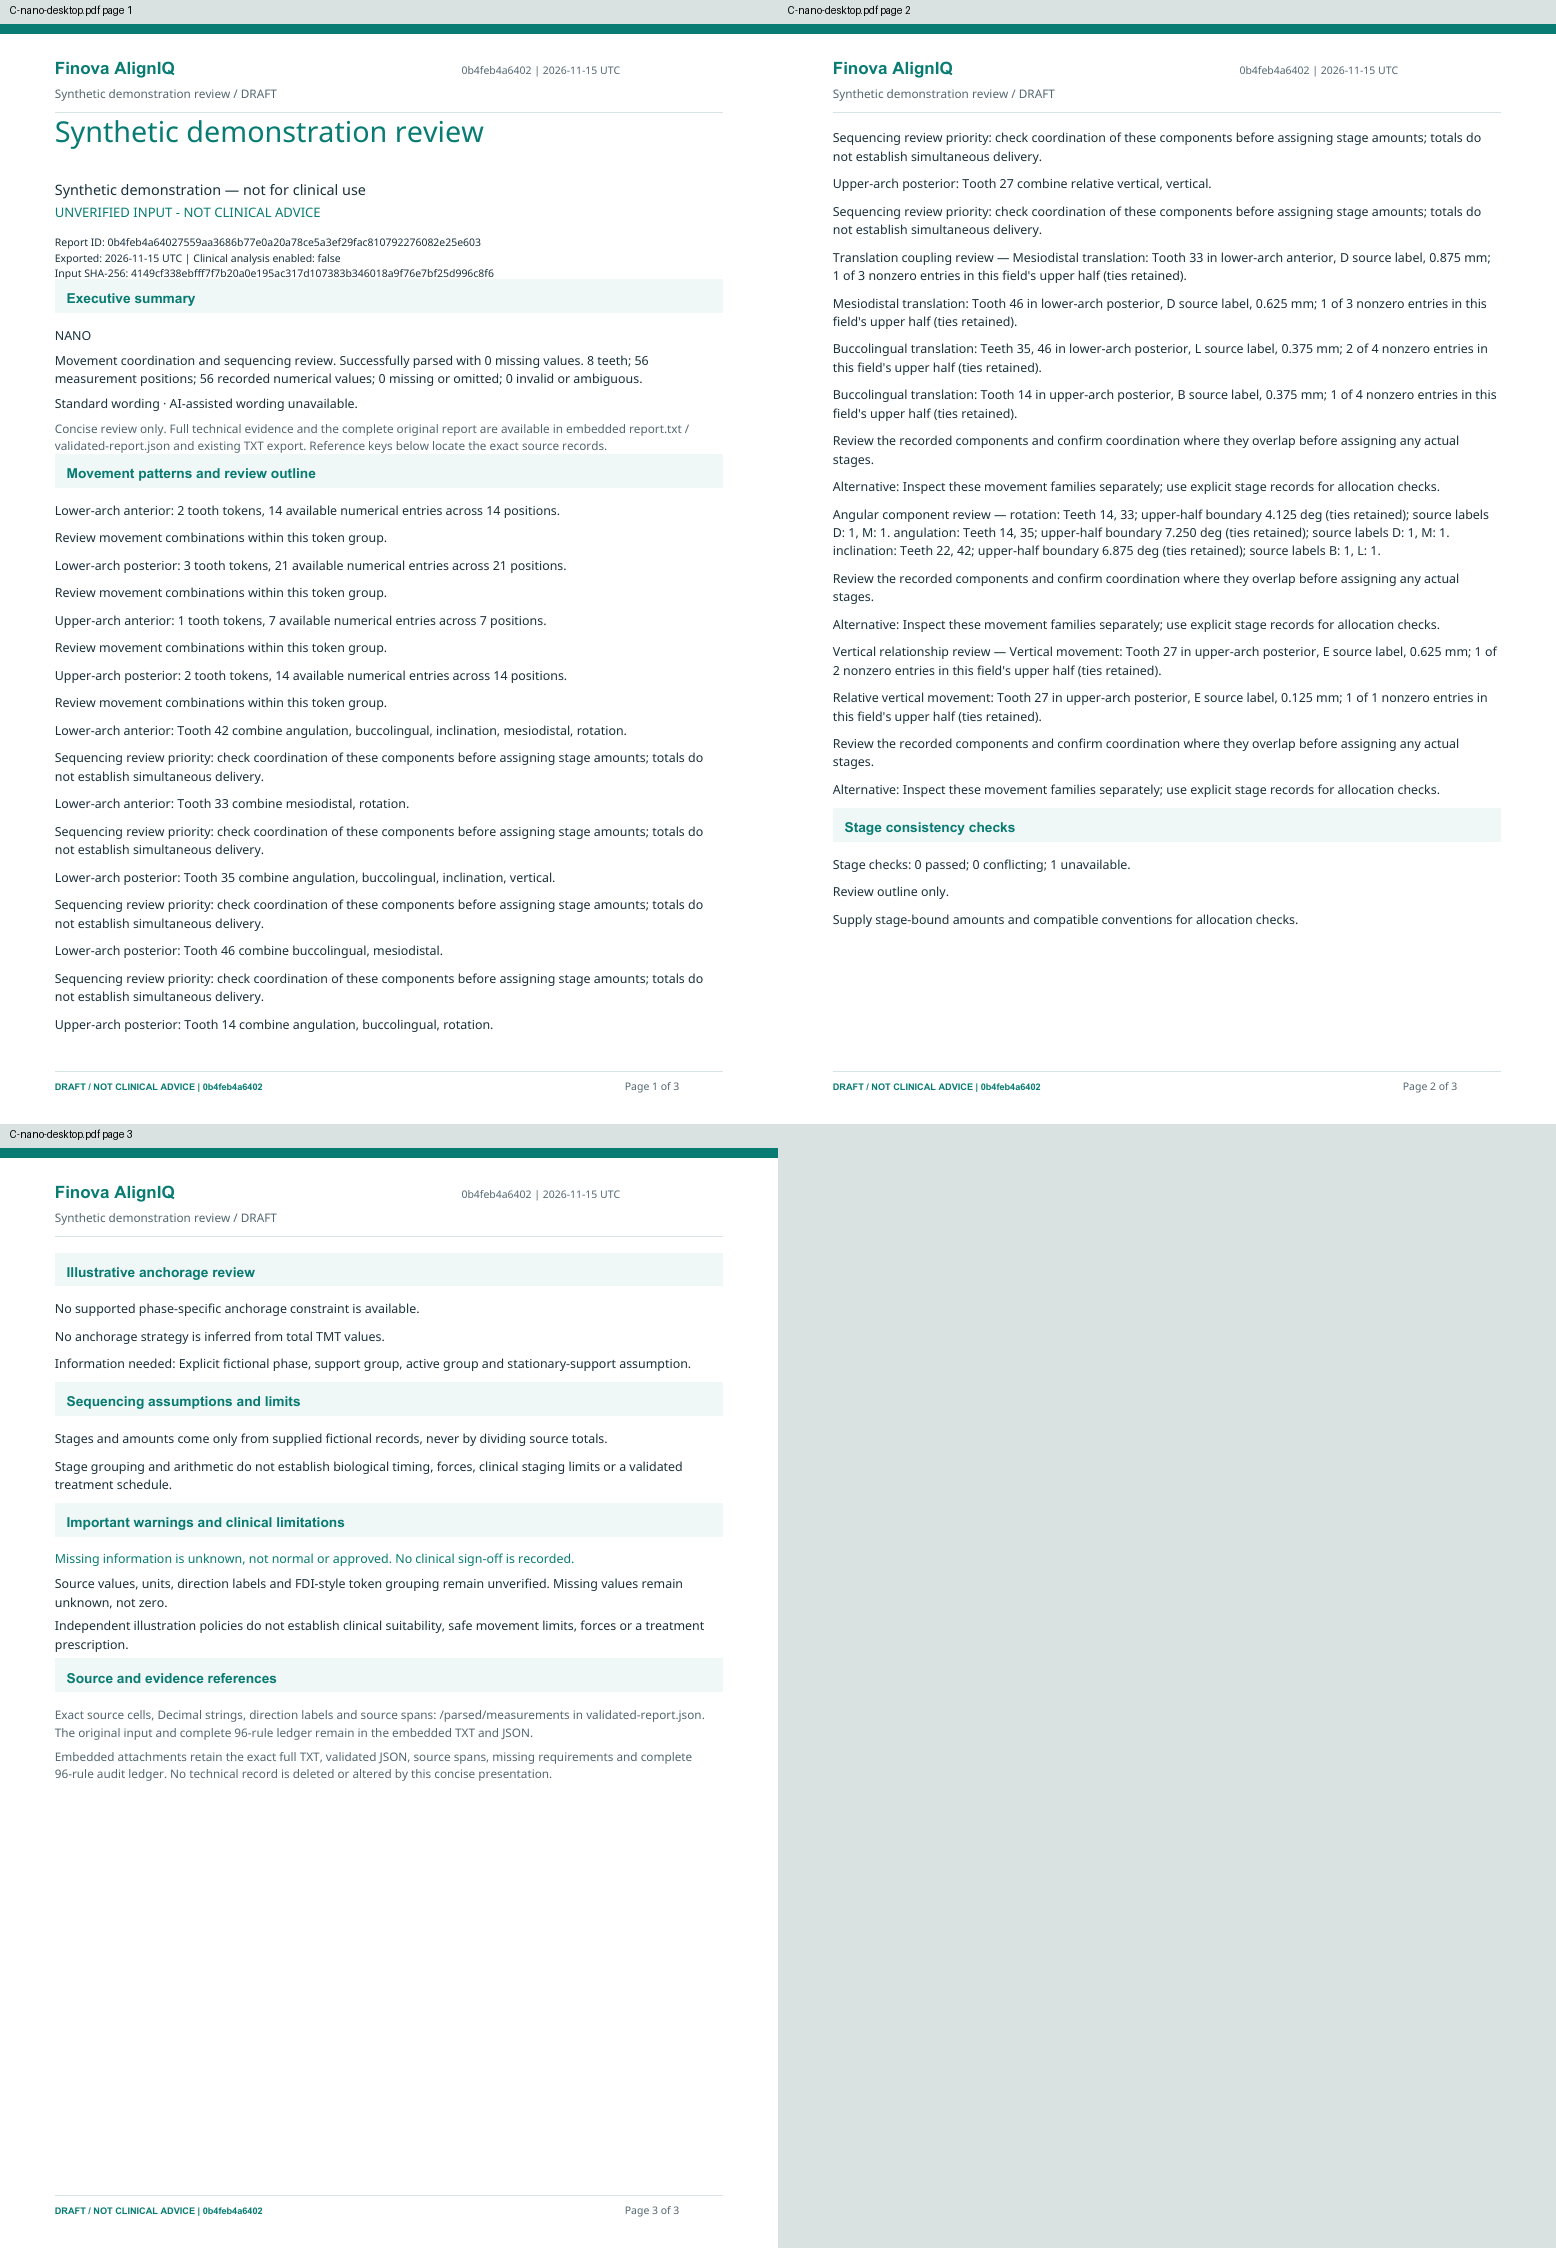 C-nano-desktop.pdf page 1
Finova AlignIQ
0b4feb4a6402 | 2026-11-15 UTC
Synthetic demonstration review / DRAFT
Synthetic demonstration review
Synthetic demonstration — not for clinical use
UNVERIFIED INPUT - NOT CLINICAL ADVICE
Report ID: 0b4feb4a64027559aa3686b77e0a20a78ce5a3ef29fac810792276082e25e603
Exported: 2026-11-15 UTC | Clinical analysis enabled: false
Input SHA-256: 4149cf338ebfff7f7b20a0e195ac317d107383b346018a9f76e7bf25d996c8f6
Executive summary
NANO
Movement coordination and sequencing review. Successfully parsed with 0 missing values. 8 teeth; 56
measurement positions; 56 recorded numerical values; 0 missing or omitted; 0 invalid or ambiguous.
Standard wording · AI-assisted wording unavailable.
Concise review only. Full technical evidence and the complete original report are available in embedded report.txt /
validated-report.json and existing TXT export. Reference keys below locate the exact source records.
Movement patterns and review outline
Lower-arch anterior: 2 tooth tokens, 14 available numerical entries across 14 positions.
Review movement combinations within this token group.
Lower-arch posterior: 3 tooth tokens, 21 available numerical entries across 21 positions.
Review movement combinations within this token group.
Upper-arch anterior: 1 tooth tokens, 7 available numerical entries across 7 positions.
Review movement combinations within this token group.
Upper-arch posterior: 2 tooth tokens, 14 available numerical entries across 14 positions.
Review movement combinations within this token group.
Lower-arch anterior: Tooth 42 combine angulation, buccolingual, inclination, mesiodistal, rotation.
Sequencing review priority: check coordination of these components before assigning stage amounts; totals do
not establish simultaneous delivery.
Lower-arch anterior: Tooth 33 combine mesiodistal, rotation.
Sequencing review priority: check coordination of these components before assigning stage amounts; totals do
not establish simultaneous delivery.
Lower-arch posterior: Tooth 35 combine angulation, buccolingual, inclination, vertical.
Sequencing review priority: check coordination of these components before assigning stage amounts; totals do
not establish simultaneous delivery.
Lower-arch posterior: Tooth 46 combine buccolingual, mesiodistal.
Sequencing review priority: check coordination of these components before assigning stage amounts; totals do
not establish simultaneous delivery.
Upper-arch posterior: Tooth 14 combine angulation, buccolingual, rotation.
DRAFT / NOT CLINICAL ADVICE | 0b4feb4a6402
Page 1 of 3
C-nano-desktop.pdf page 2
Finova AlignIQ
0b4feb4a6402 | 2026-11-15 UTC
Synthetic demonstration review / DRAFT
Sequencing review priority: check coordination of these components before assigning stage amounts; totals do
not establish simultaneous delivery.
Upper-arch posterior: Tooth 27 combine relative vertical, vertical.
Sequencing review priority: check coordination of these components before assigning stage amounts; totals do
not establish simultaneous delivery.
Translation coupling review — Mesiodistal translation: Tooth 33 in lower-arch anterior, D source label, 0.875 mm;
1 of 3 nonzero entries in this field's upper half (ties retained).
Mesiodistal translation: Tooth 46 in lower-arch posterior, D source label, 0.625 mm; 1 of 3 nonzero entries in this
field's upper half (ties retained).
Buccolingual translation: Teeth 35, 46 in lower-arch posterior, L source label, 0.375 mm; 2 of 4 nonzero entries in
this field's upper half (ties retained).
Buccolingual translation: Tooth 14 in upper-arch posterior, B source label, 0.375 mm; 1 of 4 nonzero entries in this
field's upper half (ties retained).
Review the recorded components and confirm coordination where they overlap before assigning any actual
stages.
Alternative: Inspect these movement families separately; use explicit stage records for allocation checks.
Angular component review — rotation: Teeth 14, 33; upper-half boundary 4.125 deg (ties retained); source labels
D: 1, M: 1. angulation: Teeth 14, 35; upper-half boundary 7.250 deg (ties retained); source labels D: 1, M: 1.
inclination: Teeth 22, 42; upper-half boundary 6.875 deg (ties retained); source labels B: 1, L: 1.
Review the recorded components and confirm coordination where they overlap before assigning any actual
stages.
Alternative: Inspect these movement families separately; use explicit stage records for allocation checks.
Vertical relationship review — Vertical movement: Tooth 27 in upper-arch posterior, E source label, 0.625 mm; 1 of
2 nonzero entries in this field's upper half (ties retained).
Relative vertical movement: Tooth 27 in upper-arch posterior, E source label, 0.125 mm; 1 of 1 nonzero entries in
this field's upper half (ties retained).
Review the recorded components and confirm coordination where they overlap before assigning any actual
stages.
Alternative: Inspect these movement families separately; use explicit stage records for allocation checks.
Stage consistency checks
Stage checks: 0 passed; 0 conflicting; 1 unavailable.
Review outline only.
Supply stage-bound amounts and compatible conventions for allocation checks.
DRAFT / NOT CLINICAL ADVICE | 0b4feb4a6402
Page 2 of 3
C-nano-desktop.pdf page 3
Finova AlignIQ
0b4feb4a6402 | 2026-11-15 UTC
Synthetic demonstration review / DRAFT
Illustrative anchorage review
No supported phase-specific anchorage constraint is available.
No anchorage strategy is inferred from total TMT values.
Information needed: Explicit fictional phase, support group, active group and stationary-support assumption.
Sequencing assumptions and limits
Stages and amounts come only from supplied fictional records, never by dividing source totals.
Stage grouping and arithmetic do not establish biological timing, forces, clinical staging limits or a validated
treatment schedule.
Important warnings and clinical limitations
Missing information is unknown, not normal or approved. No clinical sign-off is recorded.
Source values, units, direction labels and FDI-style token grouping remain unverified. Missing values remain
unknown, not zero.
Independent illustration policies do not establish clinical suitability, safe movement limits, forces or a treatment
prescription.
Source and evidence references
Exact source cells, Decimal strings, direction labels and source spans: /parsed/measurements in validated-report.json.
The original input and complete 96-rule ledger remain in the embedded TXT and JSON.
Embedded attachments retain the exact full TXT, validated JSON, source spans, missing requirements and complete
96-rule audit ledger. No technical record is deleted or altered by this concise presentation.
DRAFT / NOT CLINICAL ADVICE | 0b4feb4a6402
Page 3 of 3